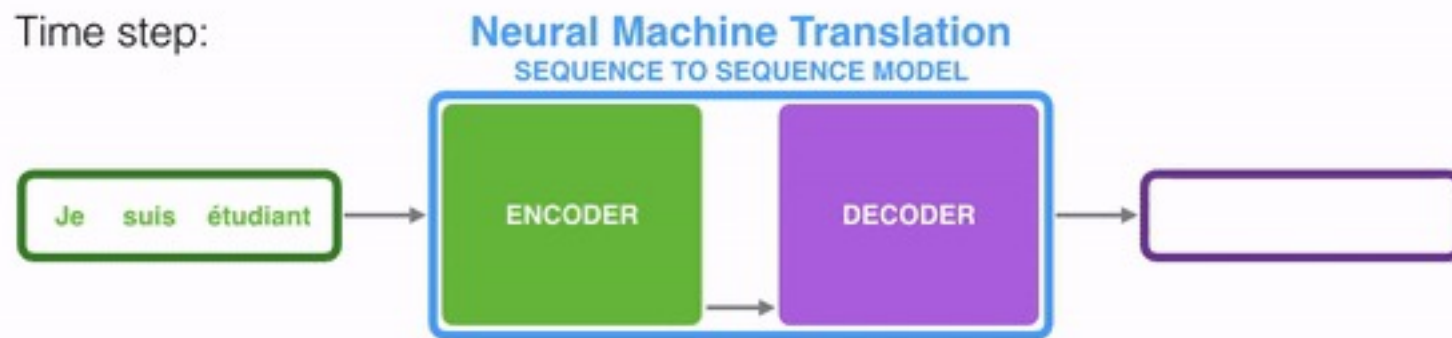 Time step:
Neural Machine Translation
SEQUENCE TO SEQUENCE MODEL
Je suis étudiant
ENCODER
DECODER